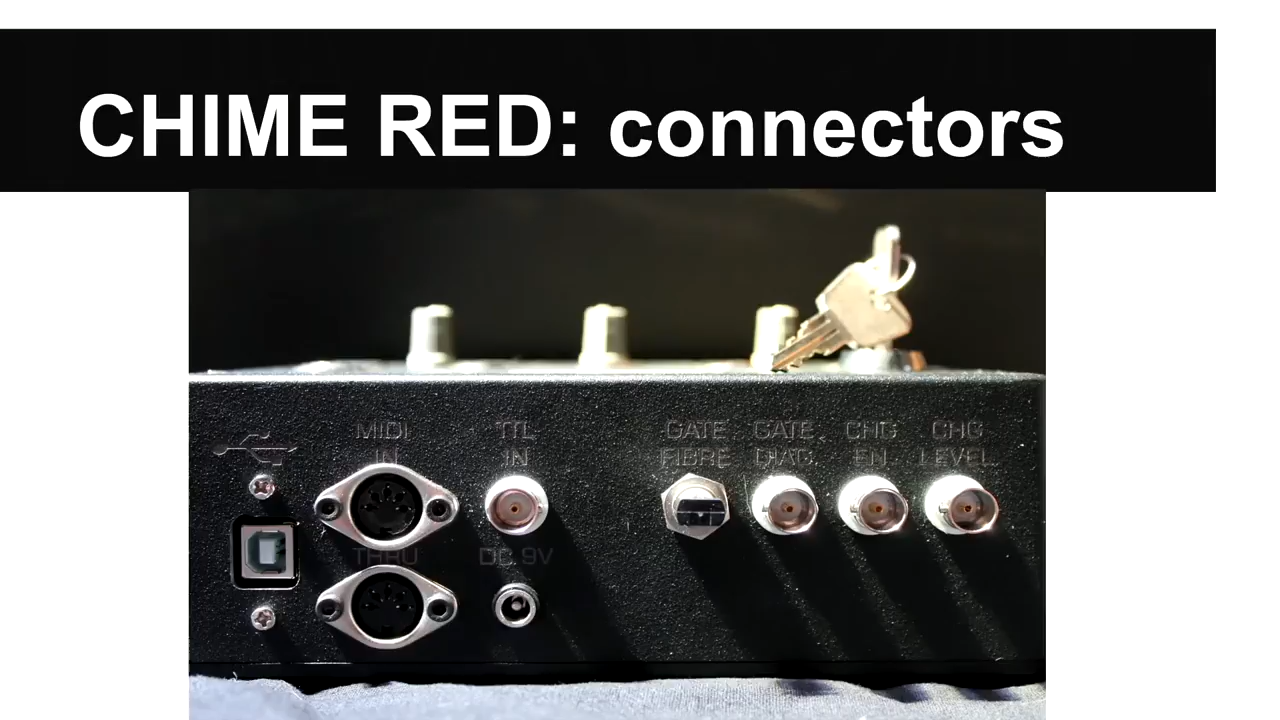 CHIME RED: connectors
MIDI IN
TTL IN
GATE FIBRE
GATE DIAG.
CHG EN
CHG LEVEL
THRU
DC 9V